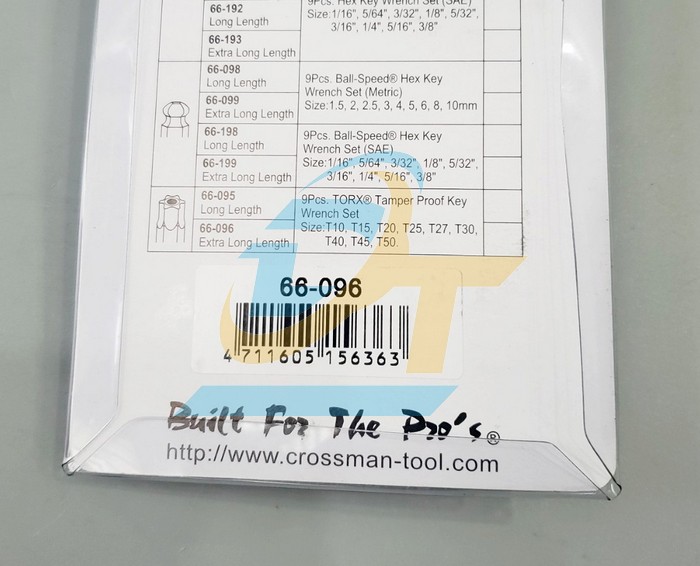 66-192
Long Length
9Pcs. Hex Key Wrench Set (SAE)
Size:1/16", 5/64", 3/32", 1/8", 5/32",
3/16", 1/4", 5/16", 3/8"
66-193
Extra Long Length
66-098
Long Length
9Pcs. Ball-Speed® Hex Key
Wrench Set (Metric)
Size:1.5, 2, 2.5, 3, 4, 5, 6, 8, 10mm
66-099
Extra Long Length
66-198
Long Length
9Pcs. Ball-Speed® Hex Key
Wrench Set (SAE)
Size:1/16", 5/64", 3/32", 1/8", 5/32",
3/16", 1/4", 5/16", 3/8"
66-199
Extra Long Length
66-095
Long Length
9Pcs. TORX® Tamper Proof Key
Wrench Set
Size:T10, T15, T20, T25, T27, T30,
T40, T45, T50.
66-096
Extra Long Length
66-096
4 711605 156363
Built For The Pro's®
http://www.crossman-tool.com